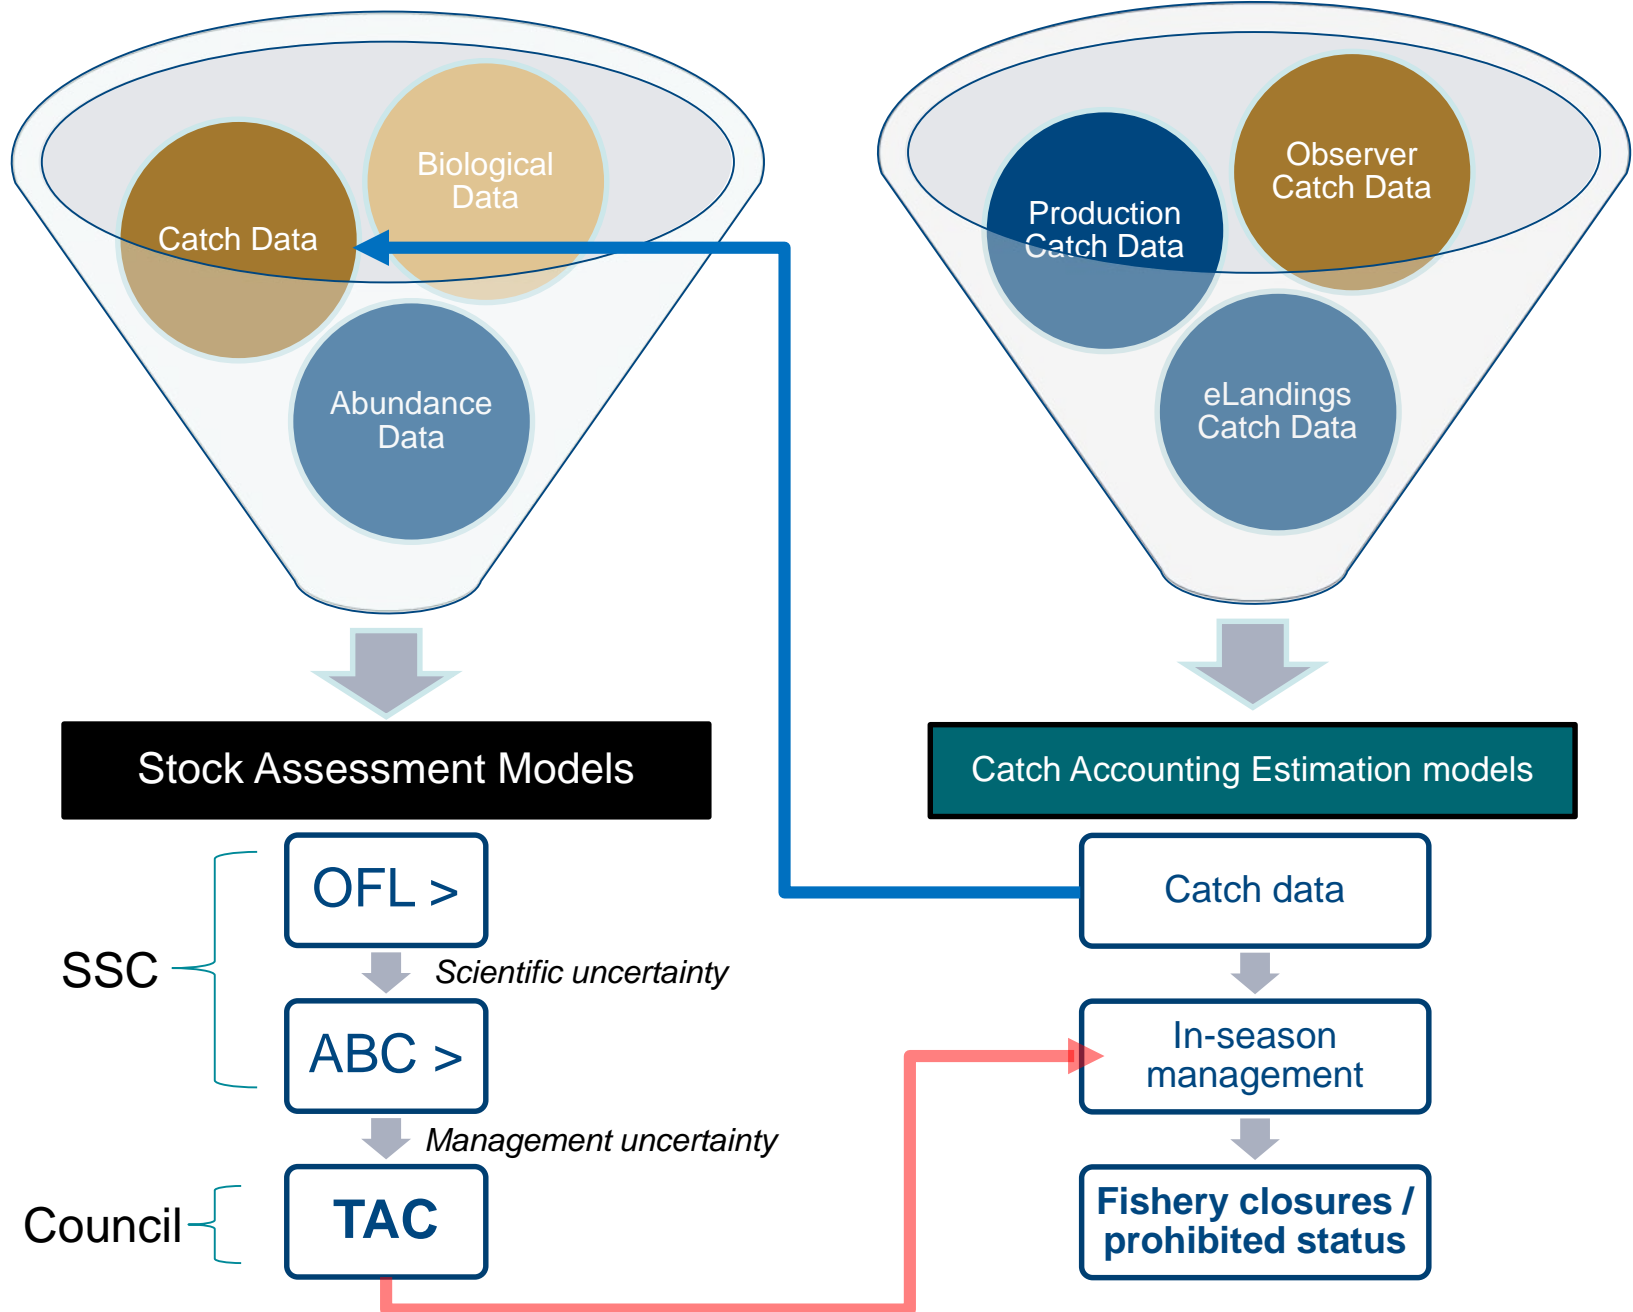 Biological
Data
Catch Data
Abundance
Data
Stock Assessment Models
SSC
OFL >
Scientific uncertainty
ABC >
Management uncertainty
Council
TAC
Observer
Catch Data
Production
Catch Data
eLandings
Catch Data
Catch Accounting Estimation models
Catch data
In-season
management
Fishery closures /
prohibited status